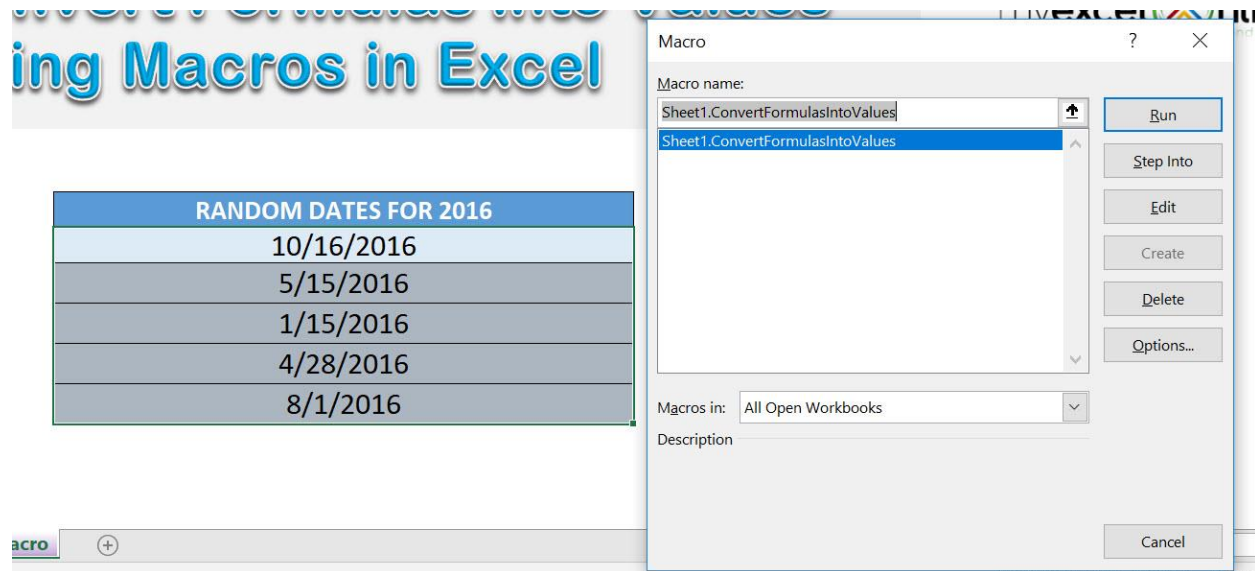 ing Macros in Excel
RANDOM DATES FOR 2016
10/16/2016
5/15/2016
1/15/2016
4/28/2016
8/1/2016
acro
Macro
?
Macro name:
Sheet1.ConvertFormulasIntoValues
Sheet1.ConvertFormulasIntoValues
Run
Step Into
Edit
Create
Delete
Options...
Macros in: All Open Workbooks
Description
Cancel